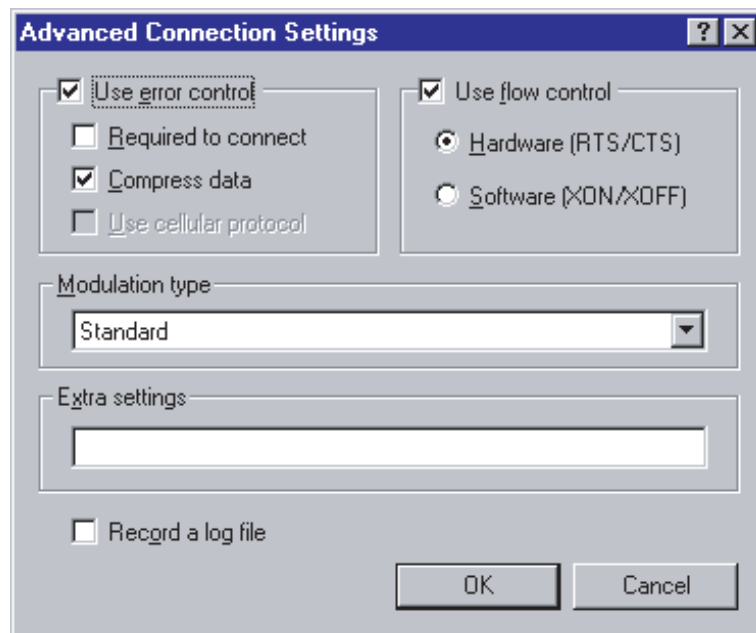 Advanced Connection Settings
Use error control
Required to connect
Compress data
Use cellular protocol
Use flow control
Hardware (RTS/CTS)
Software (XON/XOFF)
Modulation type
Standard
Extra settings
Record a log file
OK
Cancel